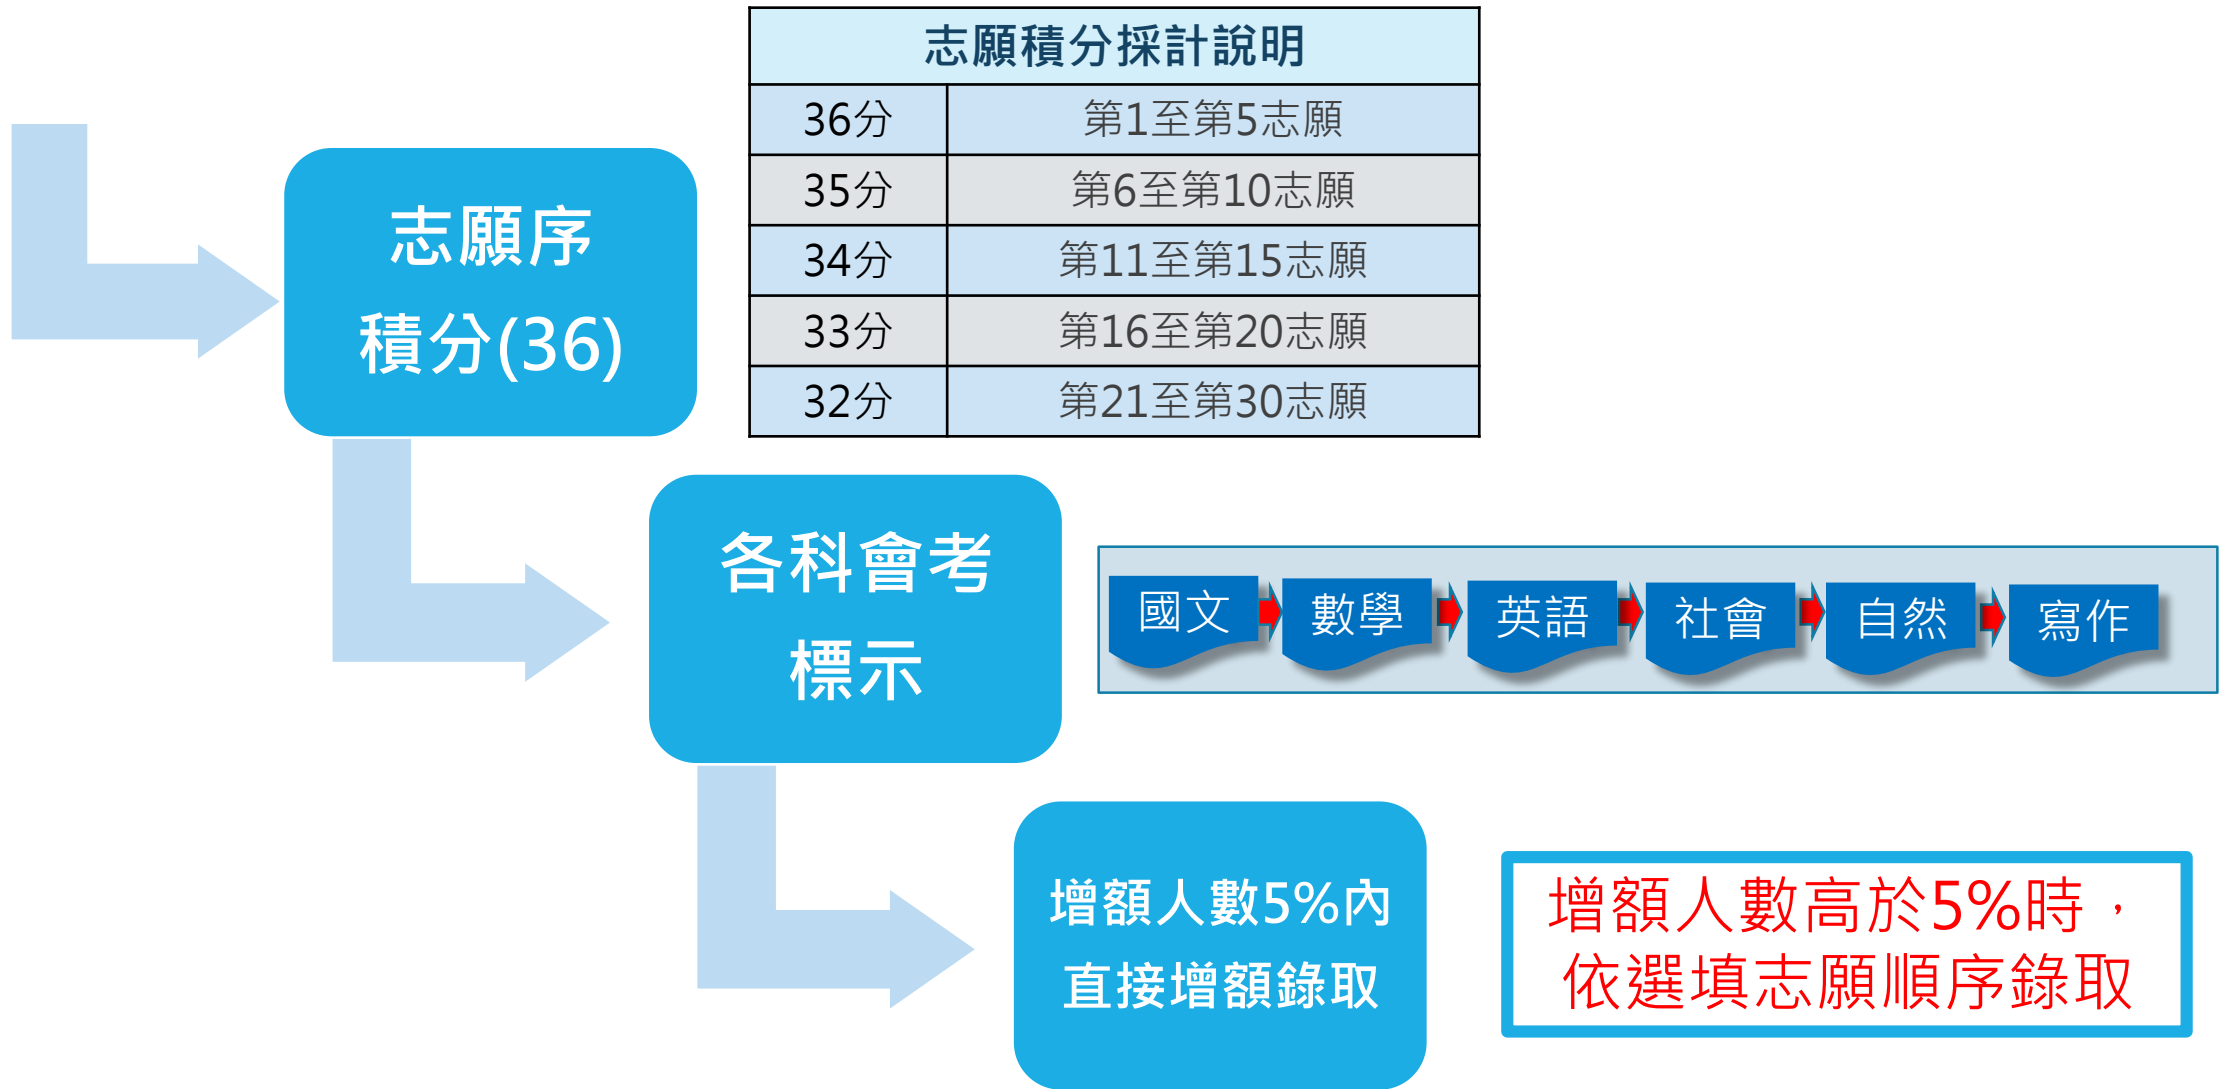 志願積分採計說明
36分 第1至第5志願
35分 第6至第10志願
34分 第11至第15志願
33分 第16至第20志願
32分 第21至第30志願
志願序
積分(36)
各科會考
標示
國文 數學 英語 社會 自然 寫作
增額人數5%內
直接增額錄取
增額人數高於5%時，
依選填志願順序錄取